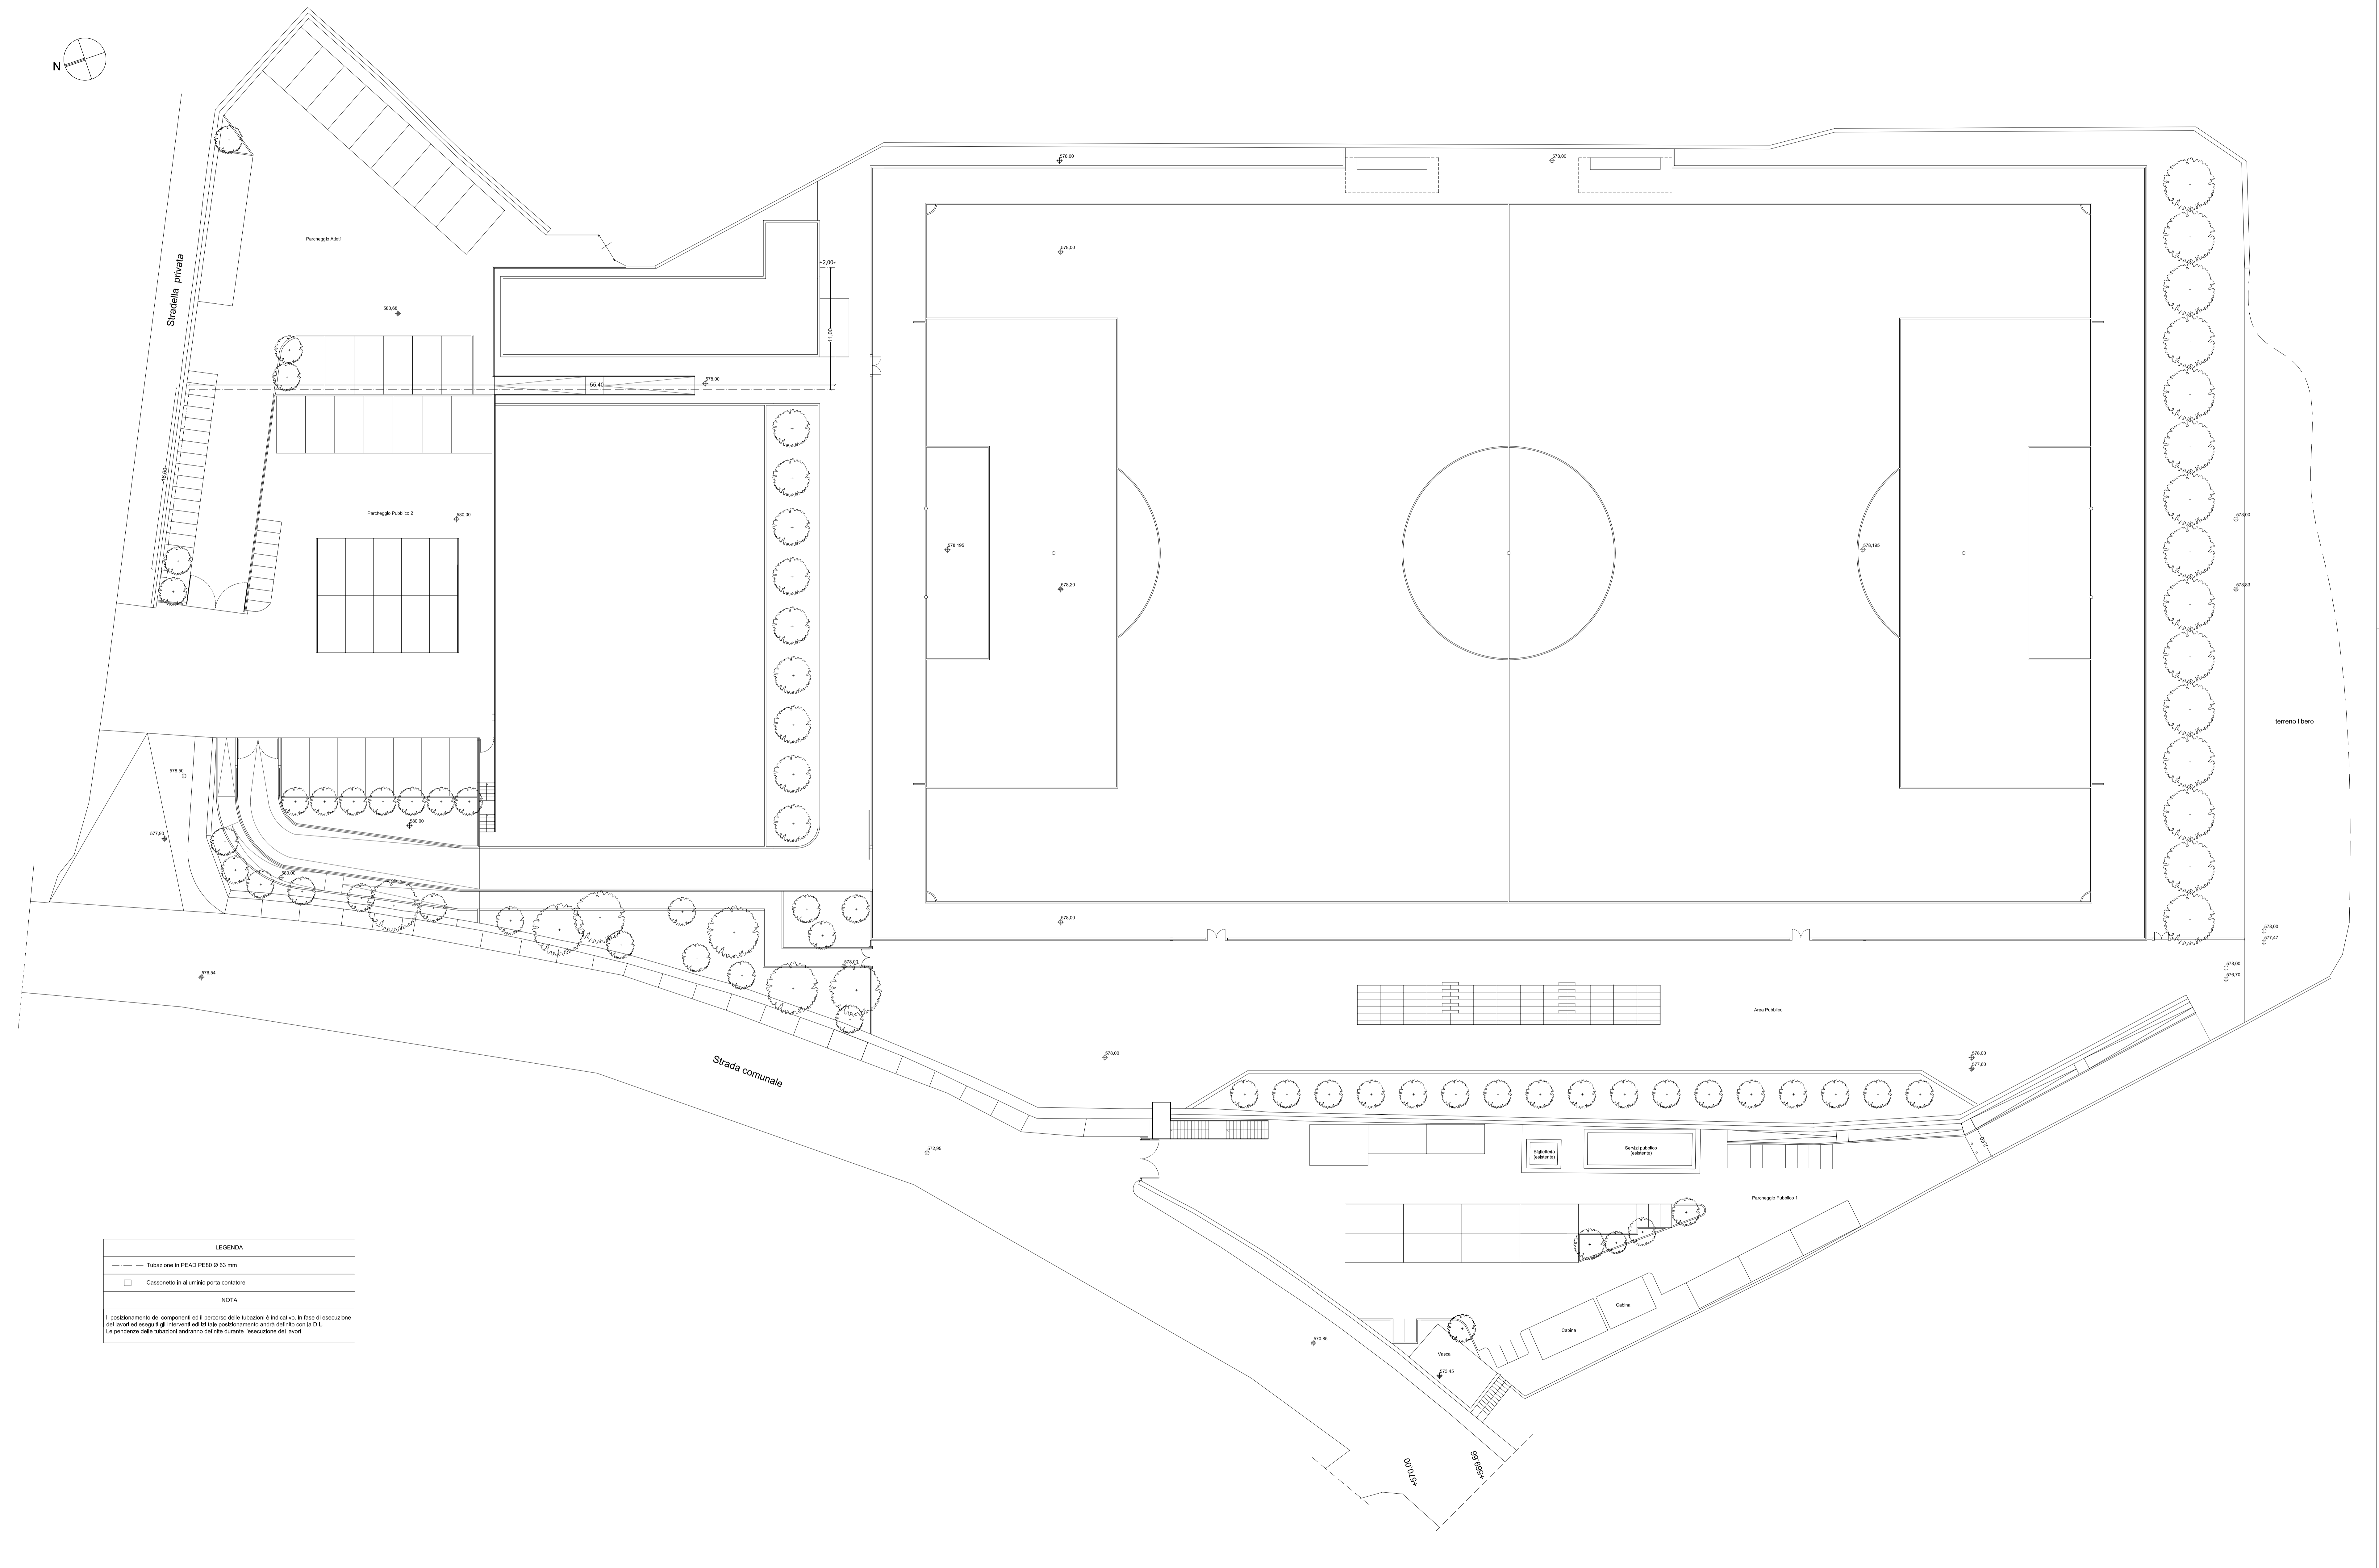 N
578,00
578,00
Parcheggio Atleti
578,00
Stradella privata
2,00
580,68
11,00
55,40
578,00
16,60
Parcheggio Pubblico 2
580,00
578,00
578,195
578,195
578,20
576,63
terreno libero
578,50
580,00
577,90
580,00
578,00
578,00
577,47
578,00
578,00
576,70
576,54
Area Pubblico
578,00
578,00
577,60
Strada comunale
2,60
572,95
Biglietteria
(esistente)
Servizi pubblico
(esistente)
Parcheggio Pubblico 1
LEGENDA
Tubazione in PEAD PE80 Ø 63 mm
Cassonetto in alluminio porta contatore
NOTA
Il posizionamento dei componenti ed il percorso delle tubazioni è indicativo, in fase di esecuzione
dei lavori ed eseguiti gli interventi edilizi tale posizionamento andrà definito con la D.L.
Le pendenze delle tubazioni andranno definite durante l'esecuzione dei lavori
Cabina
Cabina
570,85
Vasca
573,45
+570,00
+569,66